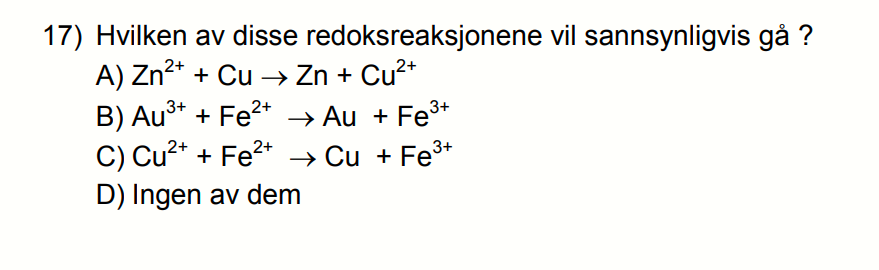 17) Hvilken av disse redoksreaksjonene vil sannsynligvis gå ?
A) Zn²⁺ + Cu → Zn + Cu²⁺
B) Au³⁺ + Fe²⁺ → Au + Fe³⁺
C) Cu²⁺ + Fe²⁺ → Cu + Fe³⁺
D) Ingen av dem